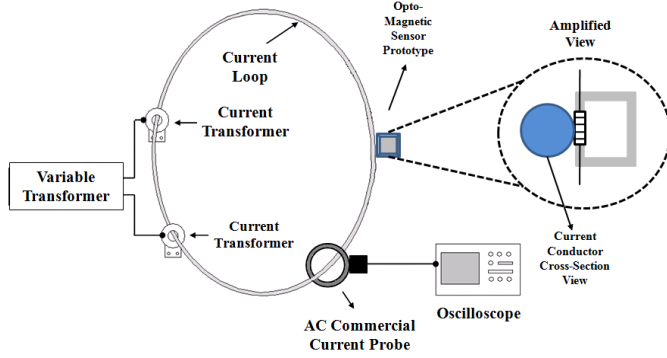 Opto-
Magnetic
Sensor
Prototype
Amplified
View
Current
Loop
Current
Transformer
Variable
Transformer
Current
Transformer
Current
Conductor
Cross-Section
View
Oscilloscope
AC Commercial
Current Probe